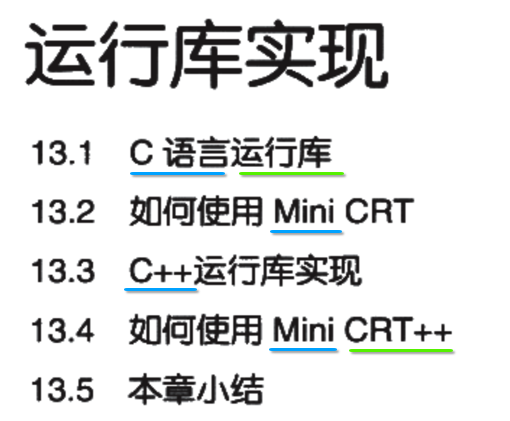 运行库实现
13.1 C 语言运行库
13.2 如何使用 Mini CRT
13.3 C++运行库实现
13.4 如何使用 Mini CRT++
13.5 本章小结